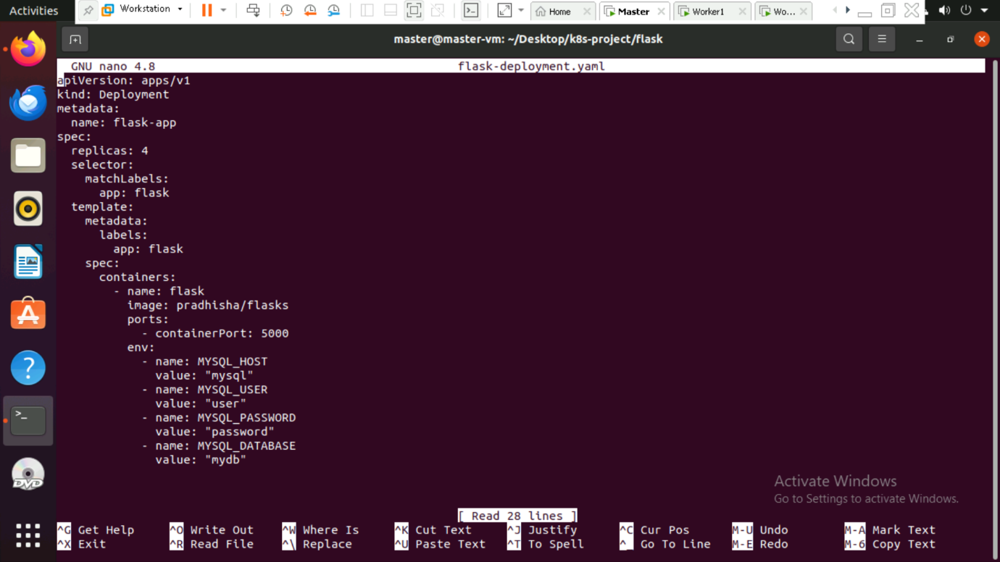 Activities
Workstation
Home
Master
Worker1
Wo...
master@master-vm: ~/Desktop/k8s-project/flask
GNU nano 4.8 flask-deployment.yaml
apiVersion: apps/v1
kind: Deployment
metadata:
  name: flask-app
spec:
  replicas: 4
  selector:
    matchLabels:
      app: flask
  template:
    metadata:
      labels:
        app: flask
    spec:
      containers:
        - name: flask
          image: pradhisha/flasks
          ports:
            - containerPort: 5000
          env:
            - name: MYSQL_HOST
              value: "mysql"
            - name: MYSQL_USER
              value: "user"
            - name: MYSQL_PASSWORD
              value: "password"
            - name: MYSQL_DATABASE
              value: "mydb"
Activate Windows
Go to Settings to activate Windows.
[ Read 28 lines ]
^G Get Help ^O Write Out ^W Where Is ^K Cut Text ^J Justify ^C Cur Pos M-U Undo M-A Mark Text
^X Exit ^R Read File ^\ Replace ^U Paste Text ^T To Spell ^_ Go To Line M-E Redo M-6 Copy Text
DVD